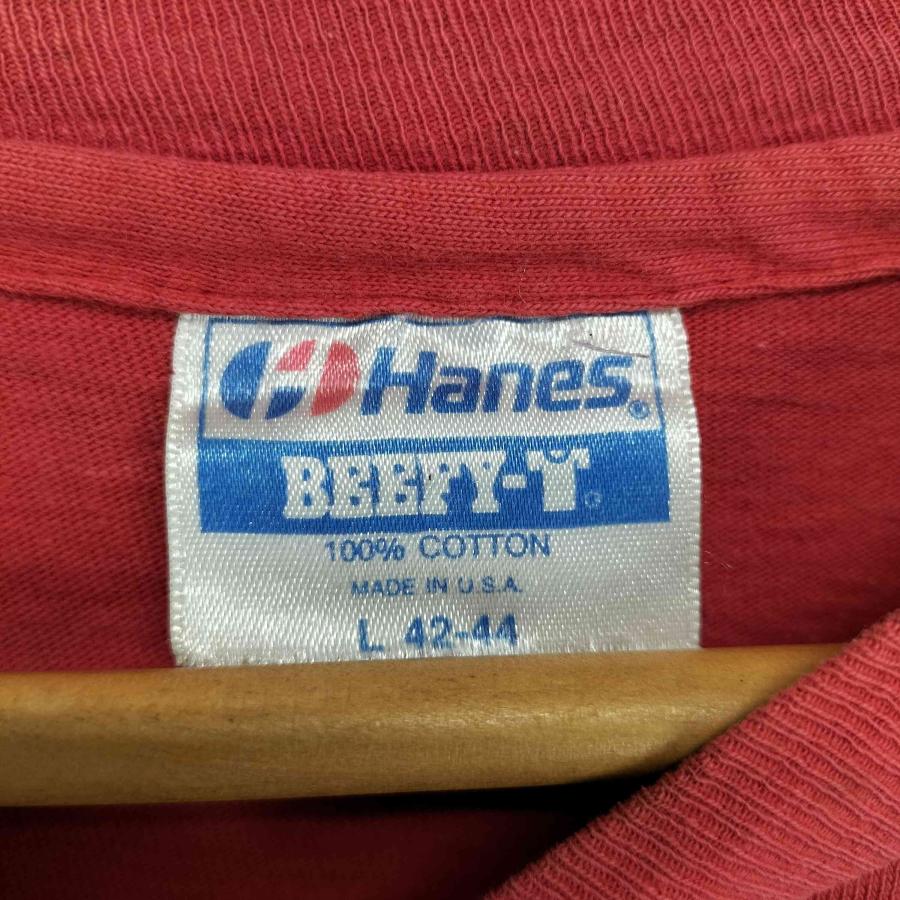 Hanes®
BEEFY-T®
100% COTTON
MADE IN U.S.A.
L 42-44